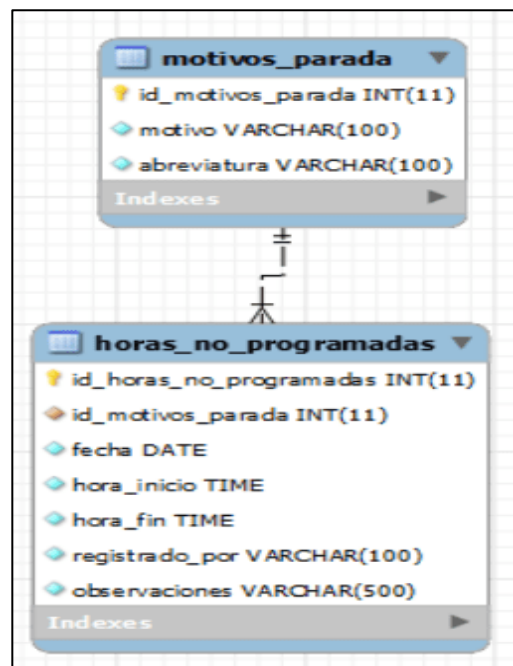 motivos_parada
id_motivos_parada INT(11)
motivo VARCHAR(100)
abreviatura VARCHAR(100)
Indexes
horas_no_programadas
id_horas_no_programadas INT(11)
id_motivos_parada INT(11)
fecha DATE
hora_inicio TIME
hora_fin TIME
registrado_por VARCHAR(100)
observaciones VARCHAR(500)
Indexes